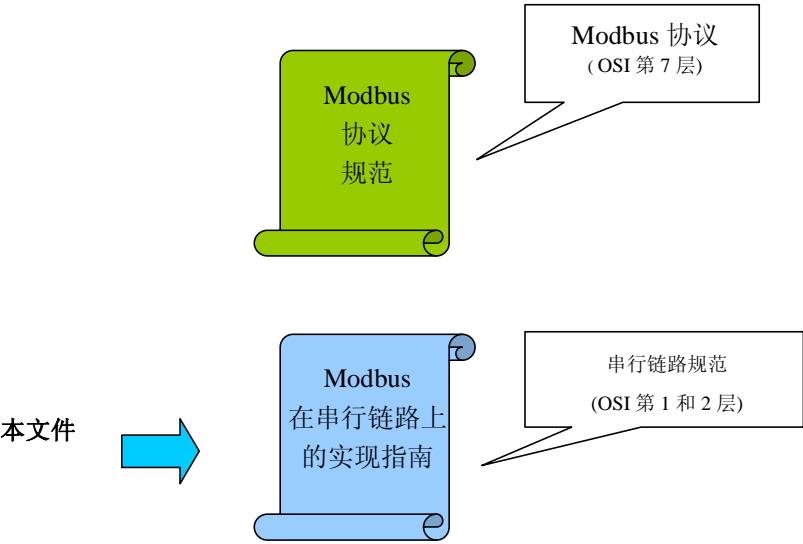 Modbus 协议
( OSI 第 7 层)
Modbus
协议
规范
Modbus
在串行链路上
的实现指南
串行链路规范
(OSI 第 1 和 2 层)
本文件